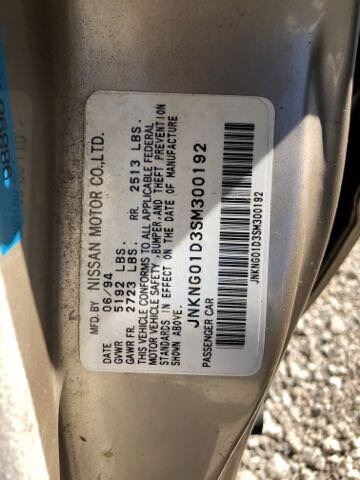 MFD. BY NISSAN MOTOR CO., LTD.
DATE 06/94
GVWR 5192 LBS.
GAWR FR. 2723 LBS. RR. 2513 LBS.
THIS VEHICLE CONFORMS TO ALL APPLICABLE FEDERAL
MOTOR VEHICLE SAFETY, BUMPER, AND THEFT PREVENTION
STANDARDS IN EFFECT ON THE DATE OF MANUFACTURE
SHOWN ABOVE.
JNKNG01D3SM300192
PASSENGER CAR
JNKNG01D3SM300192